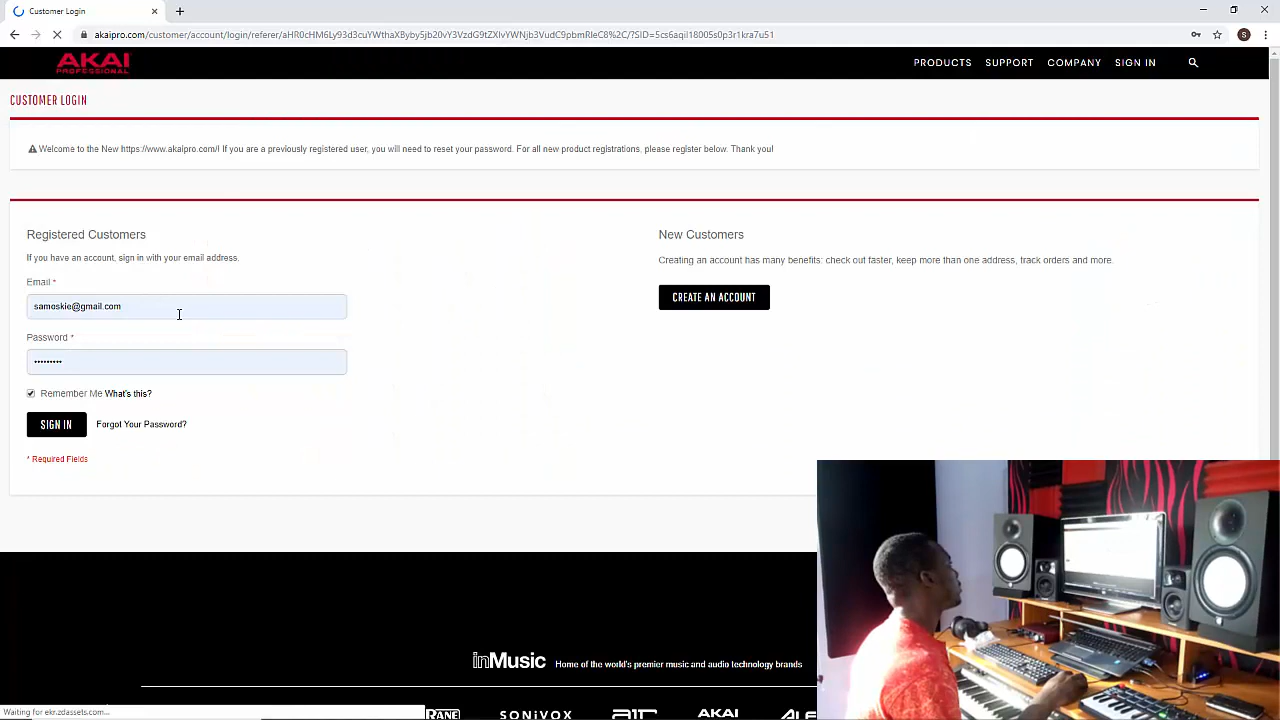 Customer Login
akaipro.com/customer/account/login/referer/aHR0cHM6Ly93d3cuYWthaXByby5jb20vY3VzdG9tZXIvYWNjb3VudC9pbmRleC8%2C/?SID=5cs6aqil18005s0p3r1kra7u51
S
AKAI
PROFESSIONAL
PRODUCTS SUPPORT COMPANY SIGN IN
CUSTOMER LOGIN
Welcome to the New https://www.akaipro.com/! If you are a previously registered user, you will need to reset your password. For all new product registrations, please register below. Thank you!
Registered Customers
If you have an account, sign in with your email address.
Email *
samoskie@gmail.com
Password *
Remember Me What's this?
SIGN IN Forgot Your Password?
* Required Fields
New Customers
Creating an account has many benefits: check out faster, keep more than one address, track orders and more.
CREATE AN ACCOUNT
inMusic Home of the world's premier music and audio technology brands
RANE SONiVOX AIR AKAI ALE
Waiting for ekr.zdassets.com...